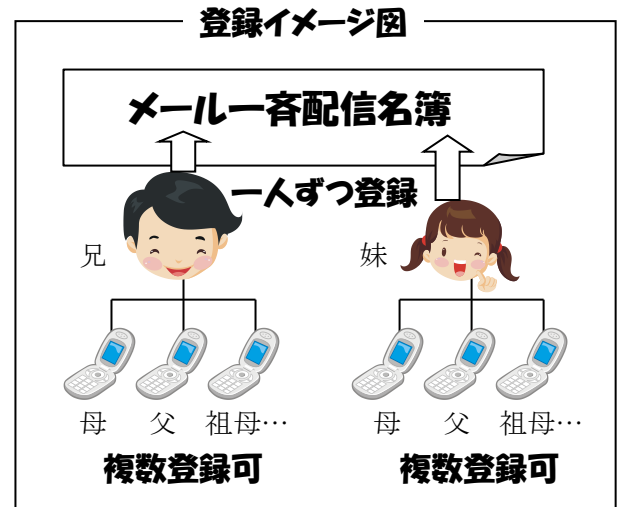 登録イメージ図
メール一斉配信名簿
一人ずつ登録
兄
妹
母 父 祖母…
母 父 祖母…
複数登録可
複数登録可